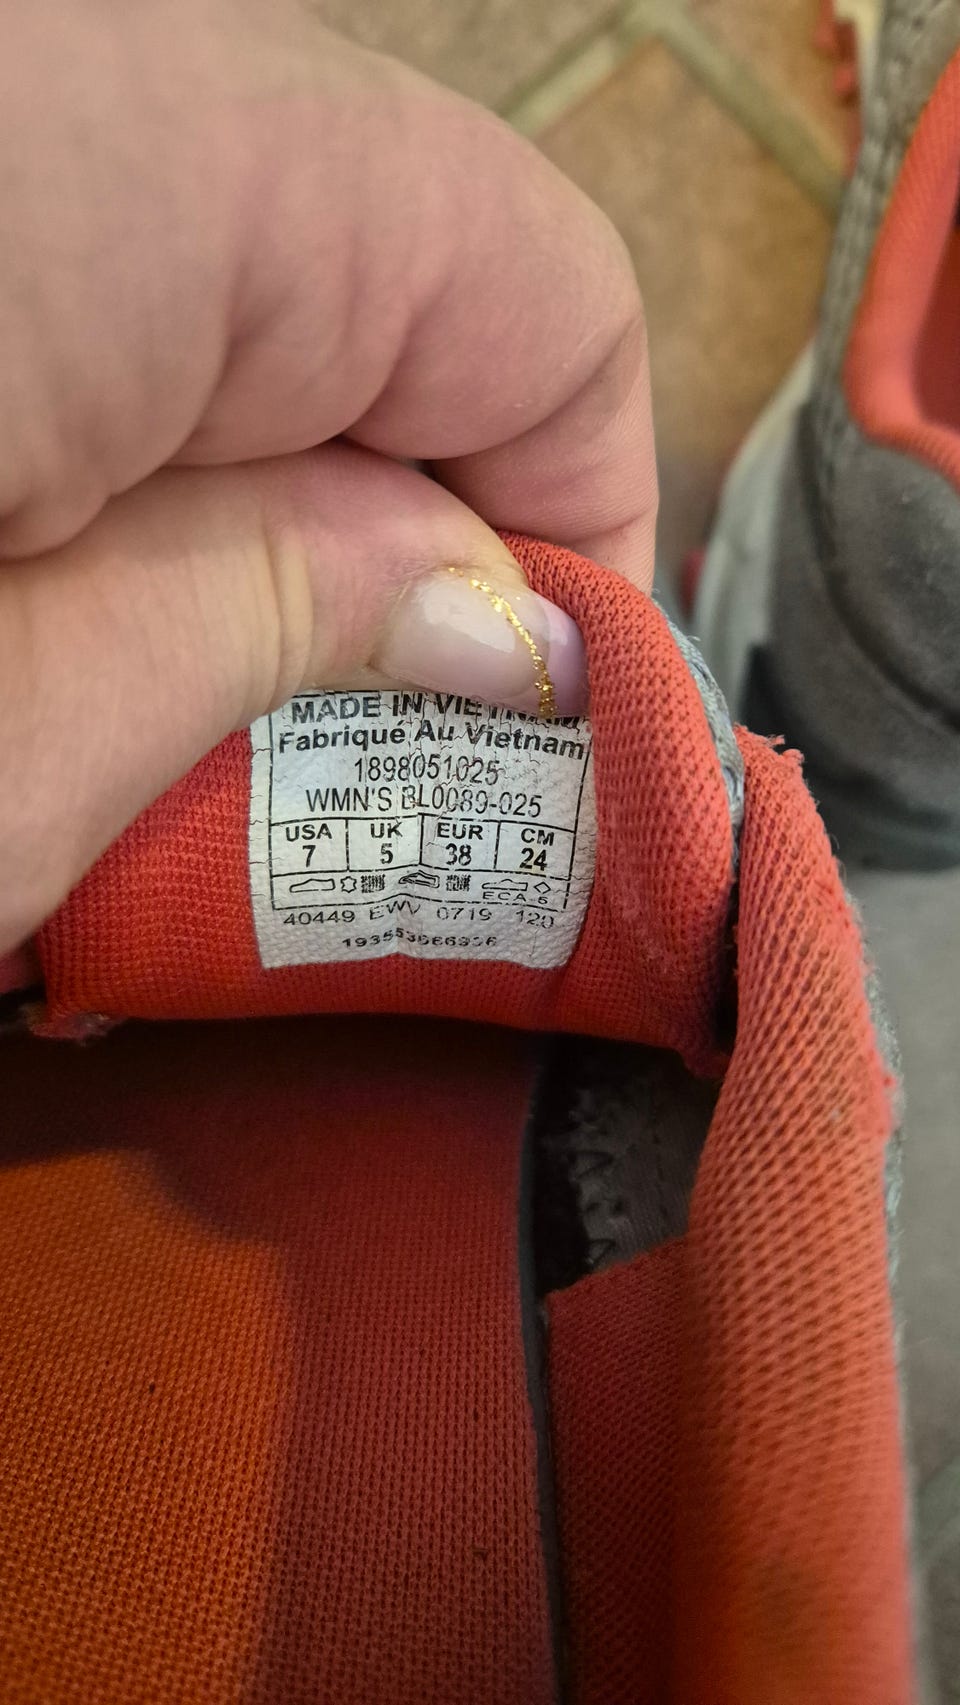 MADE IN VIETNAM
Fabriqué Au Vietnam
1898051025
WMN'S BL0089-025
USA UK EUR CM
7 5 38 24
ECA-5
40449 EWV 0719 120